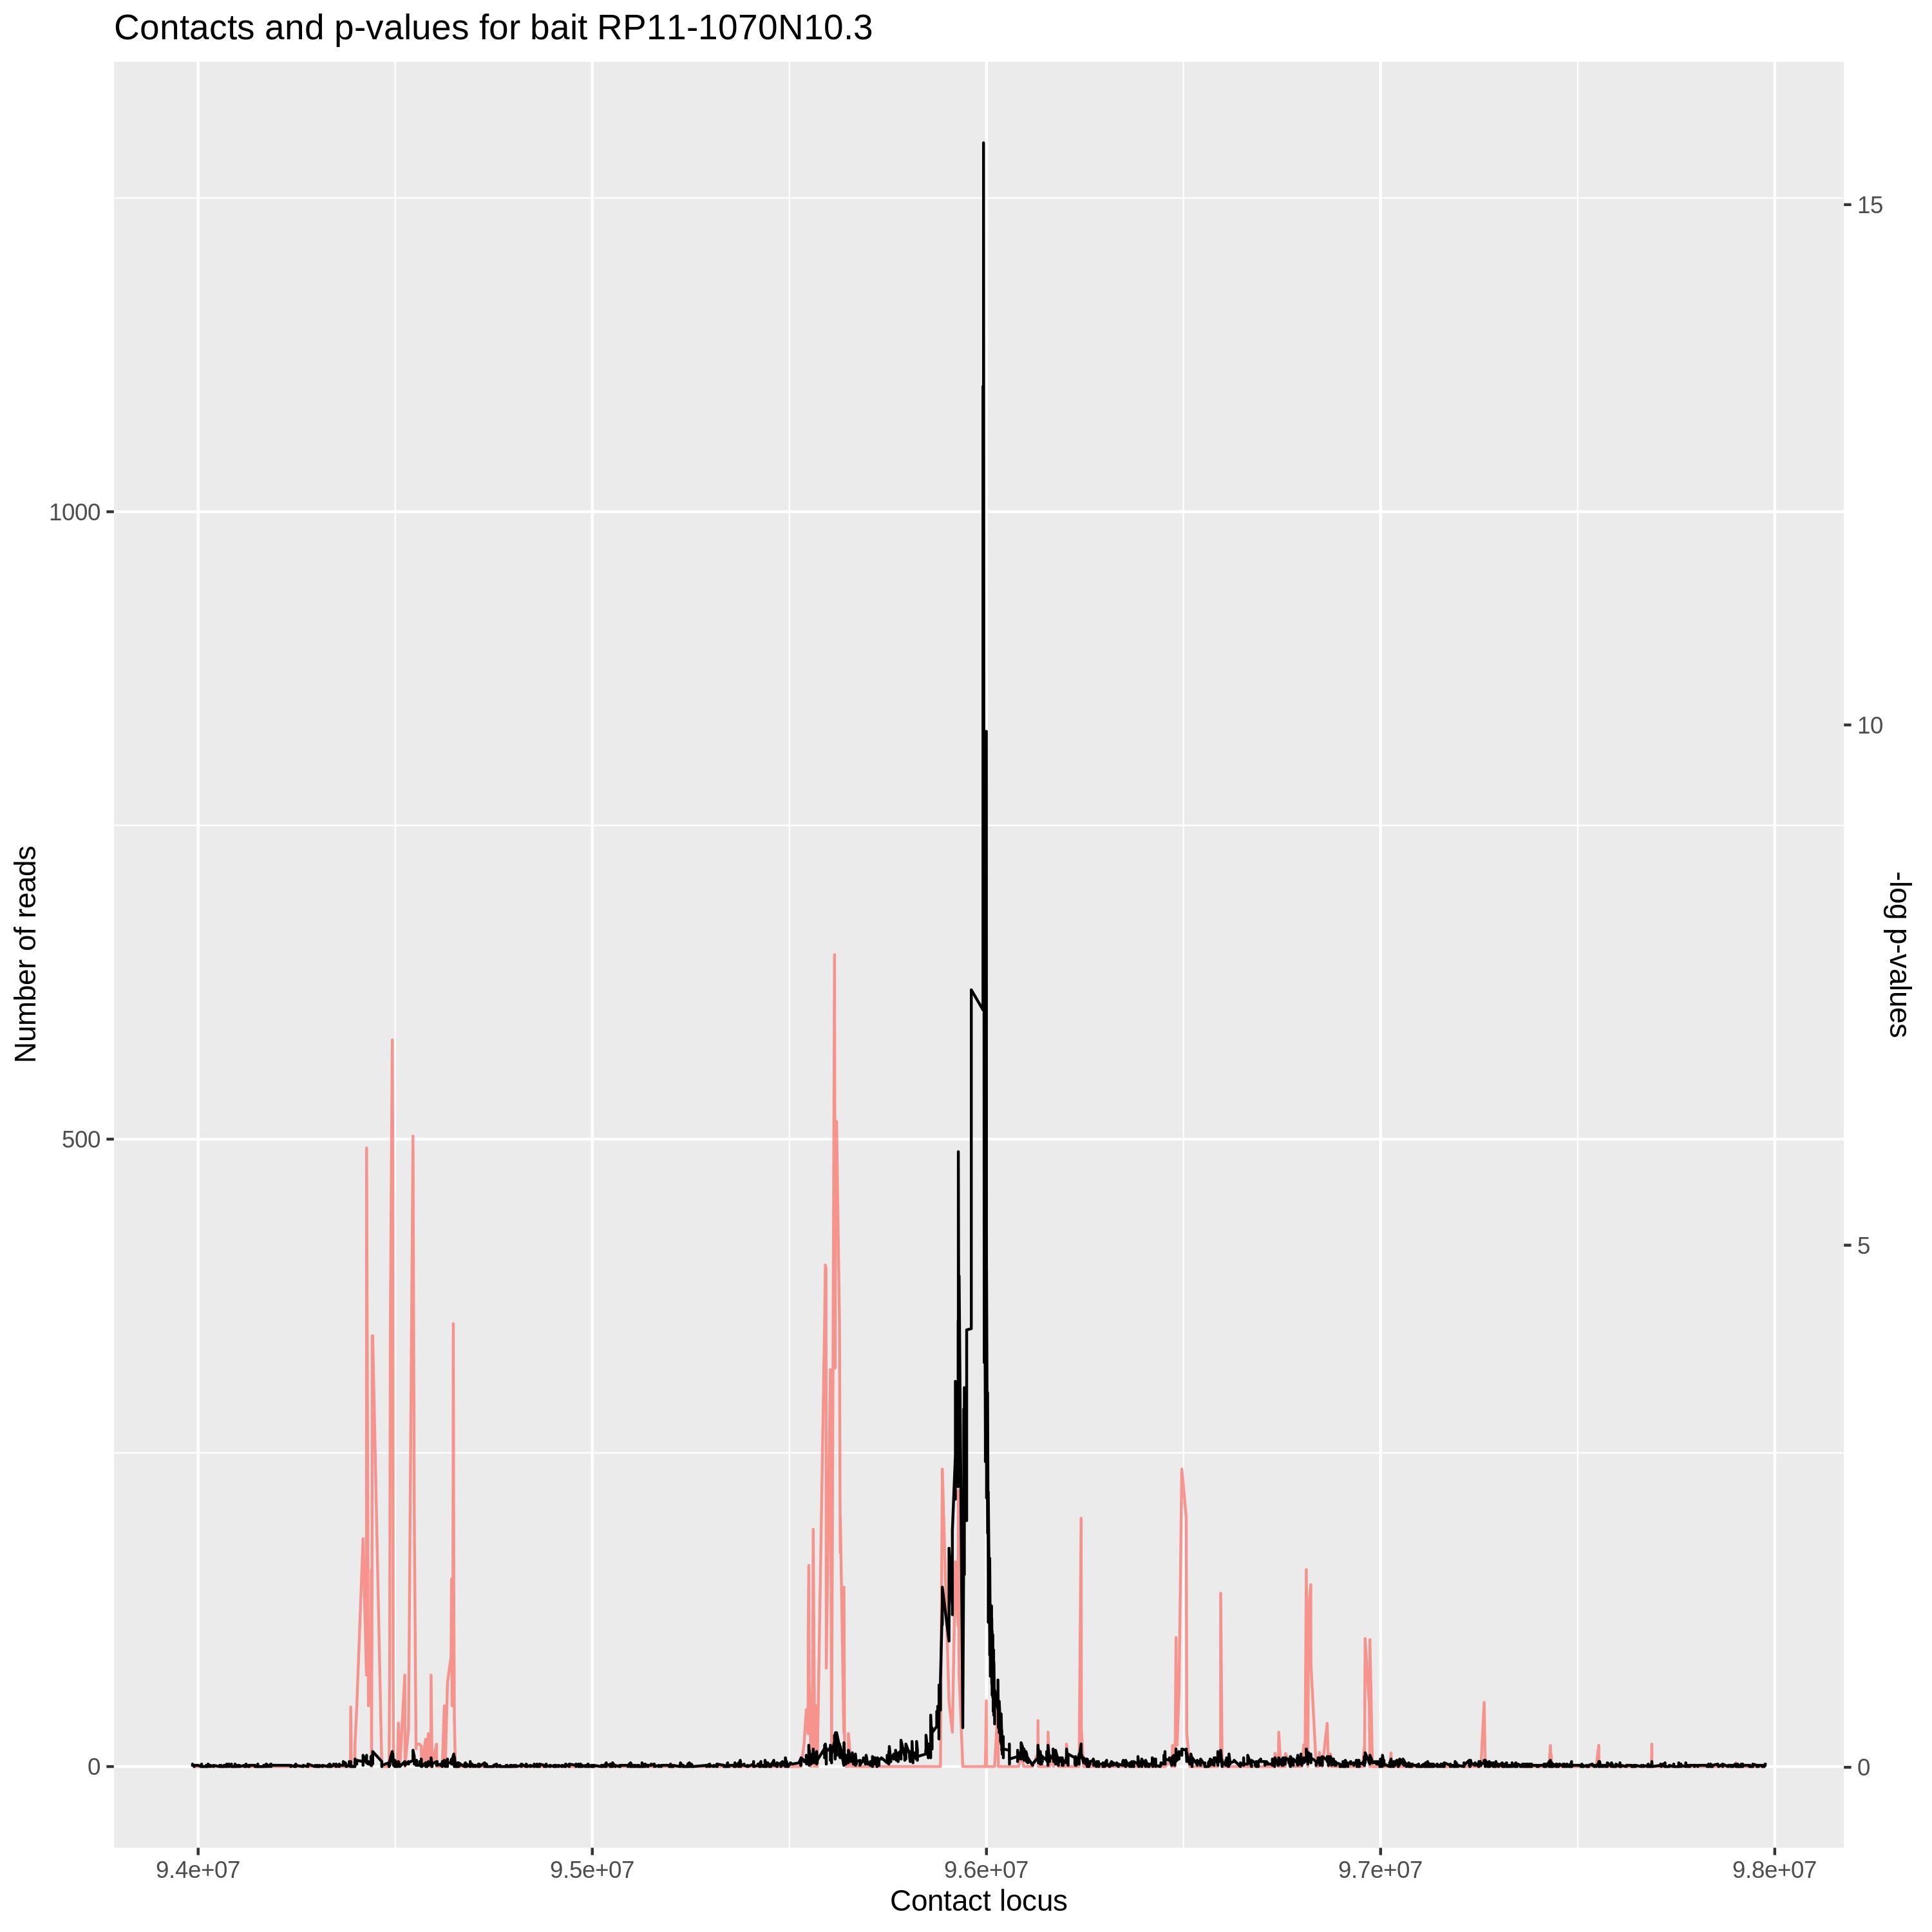 Contacts and p-values for bait RP11-1070N10.3
Number of reads
1000
500
0
15
10
5
0
-log p-values
9.4e+07 9.5e+07 9.6e+07 9.7e+07 9.8e+07
Contact locus